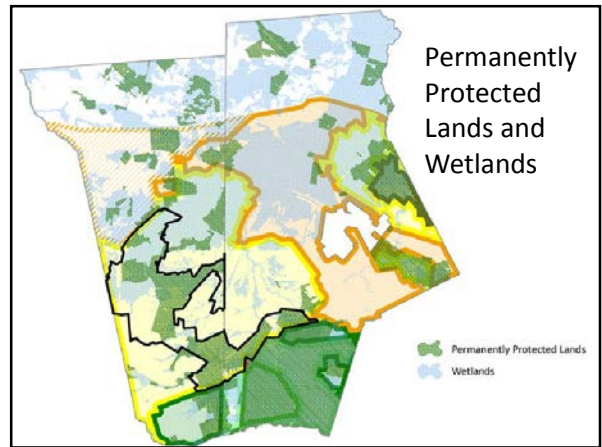 Permanently
Protected
Lands and
Wetlands
Permanently Protected Lands
Wetlands